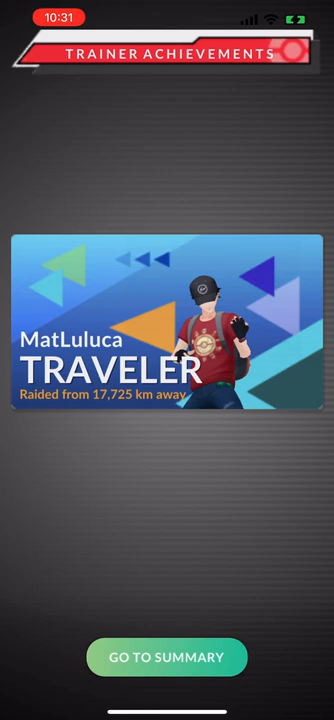 10:31
TRAINER ACHIEVEMENTS
MatLuluca
TRAVELER
Raided from 17,725 km away
GO TO SUMMARY